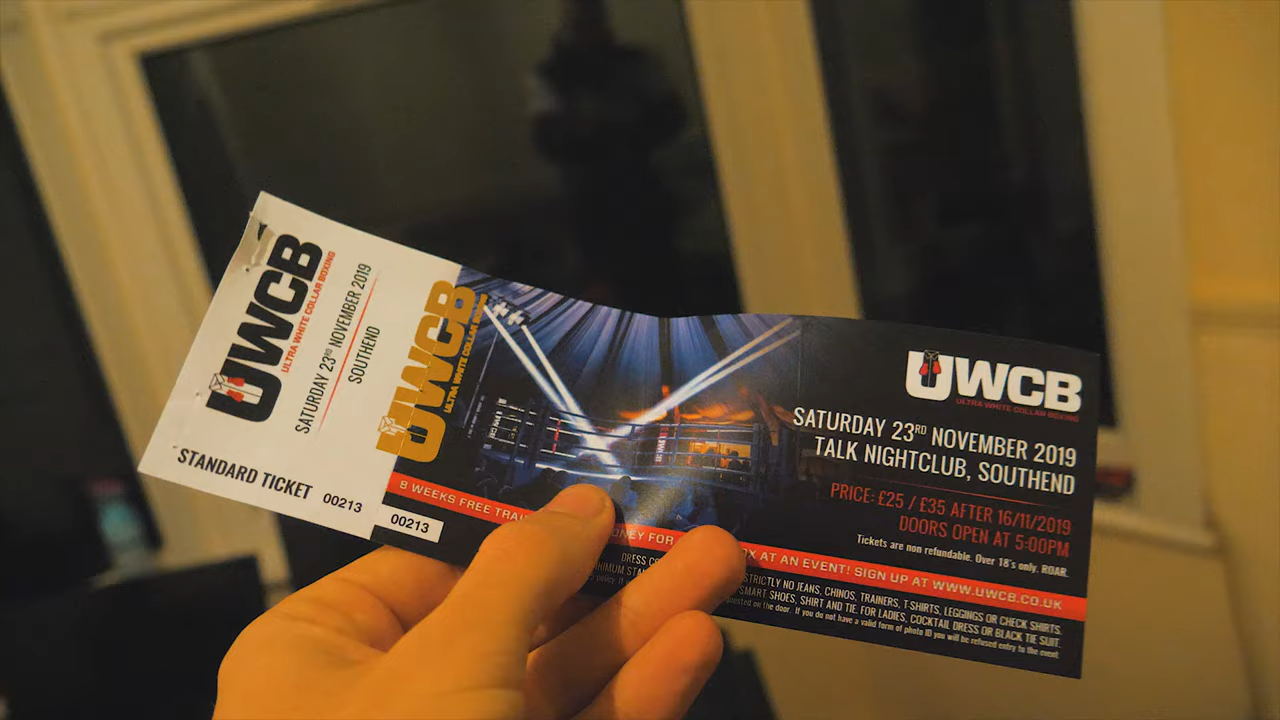 UWCB
ULTRA WHITE COLLAR BOXING
SATURDAY 23RD NOVEMBER 2019
SOUTHEND
STANDARD TICKET 00213
UWCB
ULTRA WHITE COLLAR BOXING
00213
UWCB
ULTRA WHITE COLLAR BOXING
SATURDAY 23RD NOVEMBER 2019
TALK NIGHTCLUB, SOUTHEND
PRICE: £25 / £35 AFTER 16/11/2019
DOORS OPEN AT 5:00PM
Tickets are non refundable. Over 18's only. ROAR.
8 WEEKS FREE FOR AT AN EVENT! SIGN UP AT WWW.UWCB.CO.UK
DRESS STRICTLY NO JEANS, CHINOS, TRAINERS, T-SHIRTS, LEGGINGS OR CHECK SHIRTS.
SMART SHOES, SHIRT AND TIE. FOR LADIES, COCKTAIL DRESS OR BLACK TIE SUIT.
on the door. If you do not have a valid form of photo ID you will be refused entry to the event.